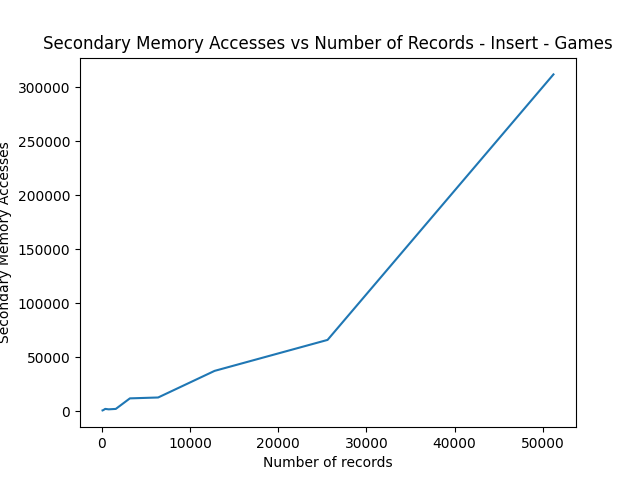 Secondary Memory Accesses vs Number of Records - Insert - Games
Secondary Memory Accesses
300000
250000
200000
150000
100000
50000
0
0 10000 20000 30000 40000 50000
Number of records